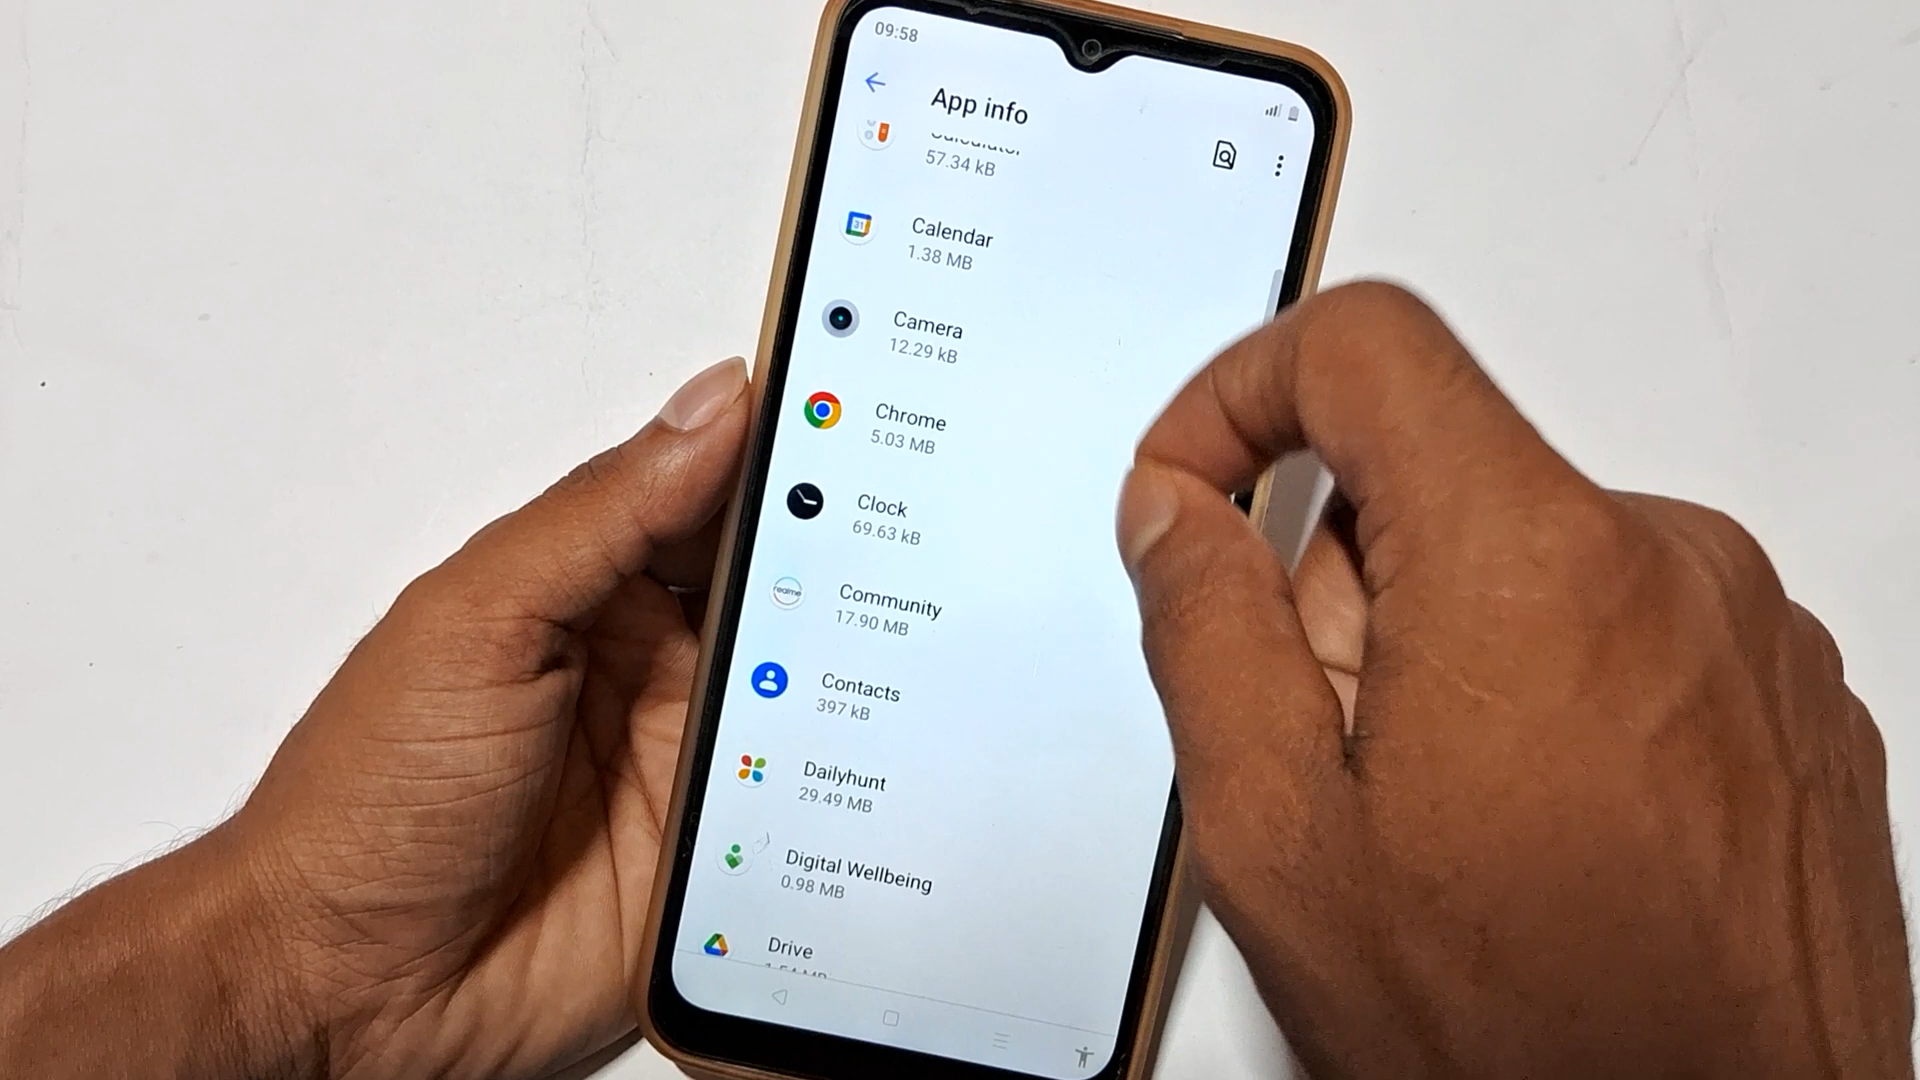 09:58
App info
57.34 kB
31
Calendar
1.38 MB
Camera
12.29 kB
Chrome
5.03 MB
Clock
69.63 kB
realme
Community
17.90 MB
Contacts
397 kB
Dailyhunt
29.49 MB
Digital Wellbeing
0.98 MB
Drive